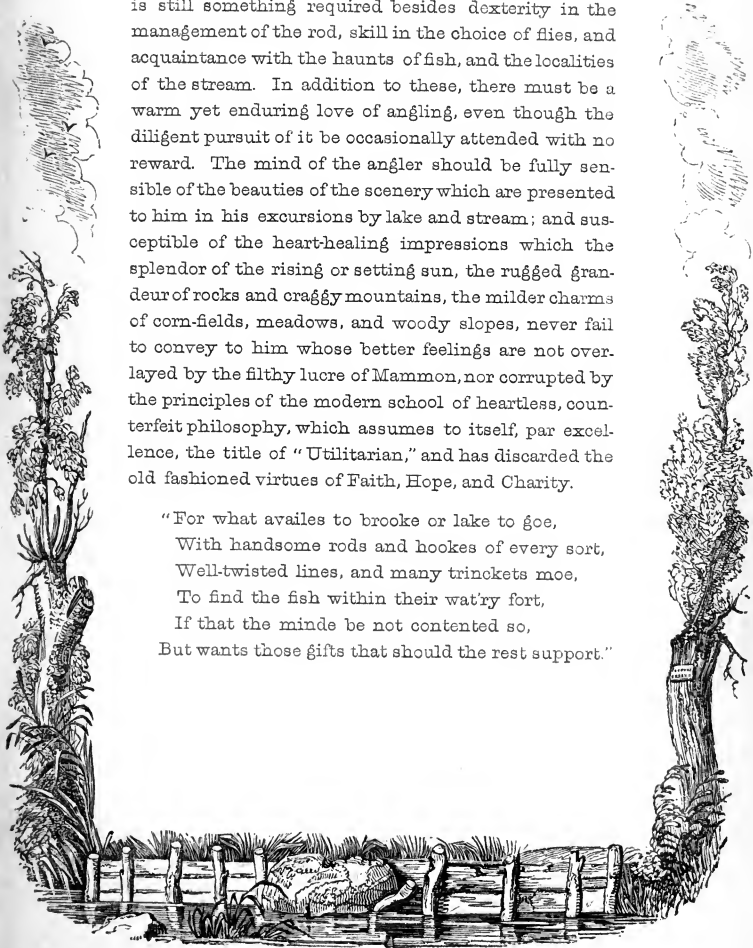 is still something required besides dexterity in the
management of the rod, skill in the choice of flies, and
acquaintance with the haunts of fish, and the localities
of the stream. In addition to these, there must be a
warm yet enduring love of angling, even though the
diligent pursuit of it be occasionally attended with no
reward. The mind of the angler should be fully sen-
sible of the beauties of the scenery which are presented
to him in his excursions by lake and stream; and sus-
ceptible of the heart-healing impressions which the
splendor of the rising or setting sun, the rugged gran-
deur of rocks and craggy mountains, the milder charms
of corn-fields, meadows, and woody slopes, never fail
to convey to him whose better feelings are not over-
layed by the filthy lucre of Mammon, nor corrupted by
the principles of the modern school of heartless, coun-
terfeit philosophy, which assumes to itself, par excel-
lence, the title of "Utilitarian," and has discarded the
old fashioned virtues of Faith, Hope, and Charity.
"For what availes to brooke or lake to goe,
With handsome rods and hookes of every sort,
Well-twisted lines, and many trinckets moe,
To find the fish within their wat'ry fort,
If that the minde be not contented so,
But wants those gifts that should the rest support."